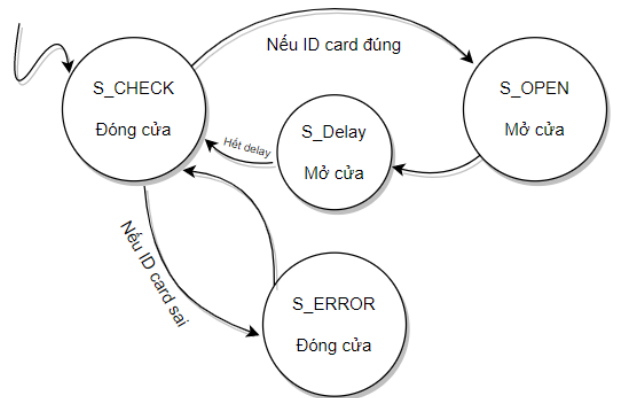 Nếu ID card đúng
S_CHECK
Đóng cửa
S_OPEN
Mở cửa
S_Delay
Mở cửa
Hết delay
Nếu ID card sai
S_ERROR
Đóng cửa